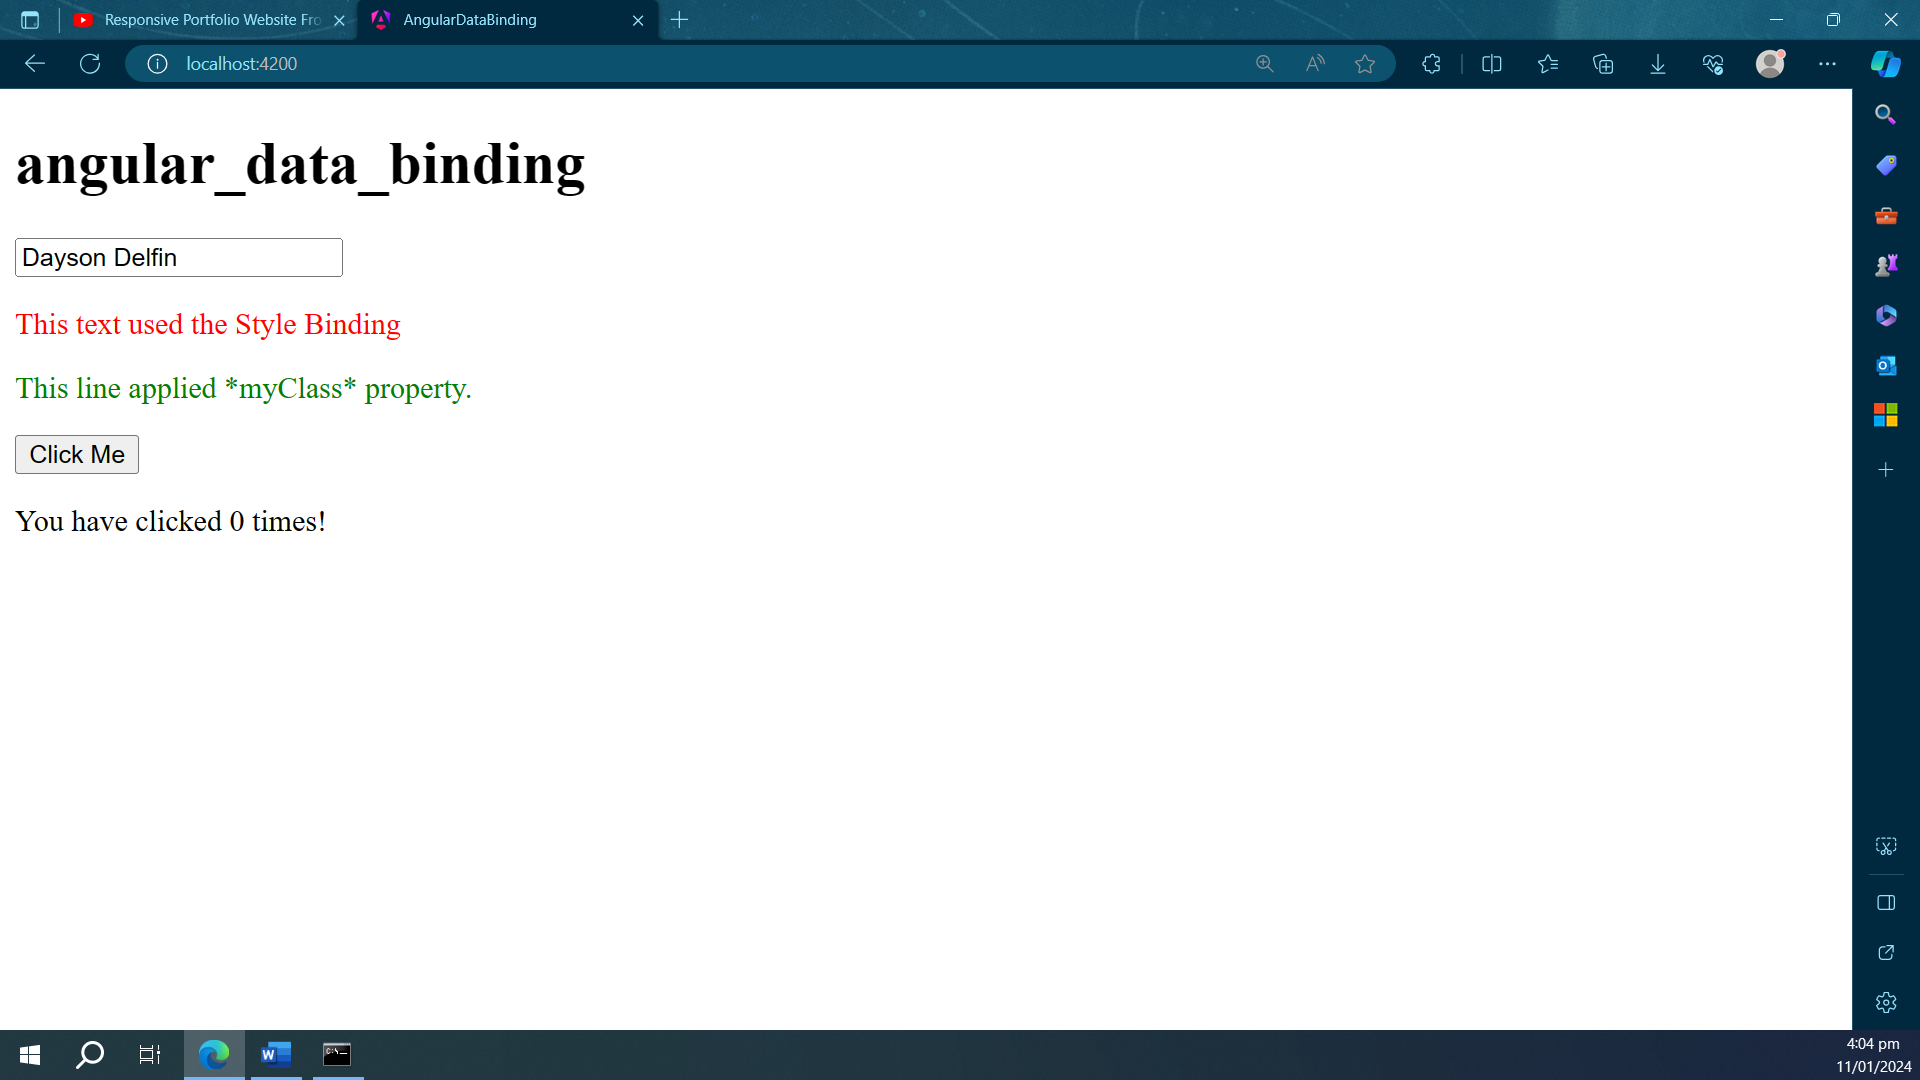 Responsive Portfolio Website Fro
AngularDataBinding
localhost:4200
angular_data_binding
Dayson Delfin
This text used the Style Binding
This line applied *myClass* property.
Click Me
You have clicked 0 times!
4:04 pm
11/01/2024